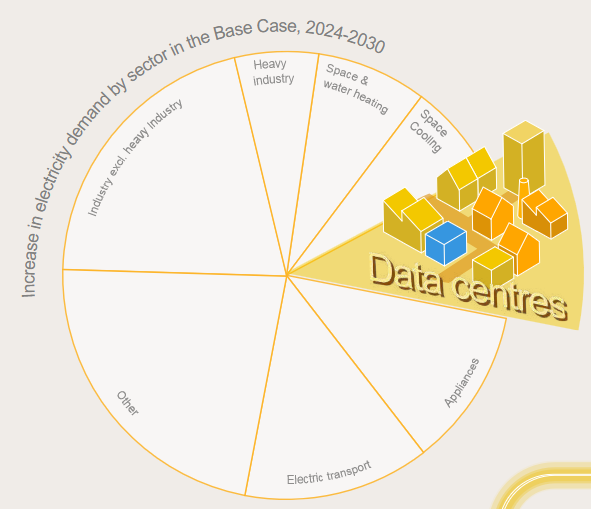 Increase in electricity demand by sector in the Base Case, 2024-2030
Heavy
industry
Space &
water heating
Space
Cooling
Industry excl. heavy Industry
Data centres
Appliances
Electric transport
Other